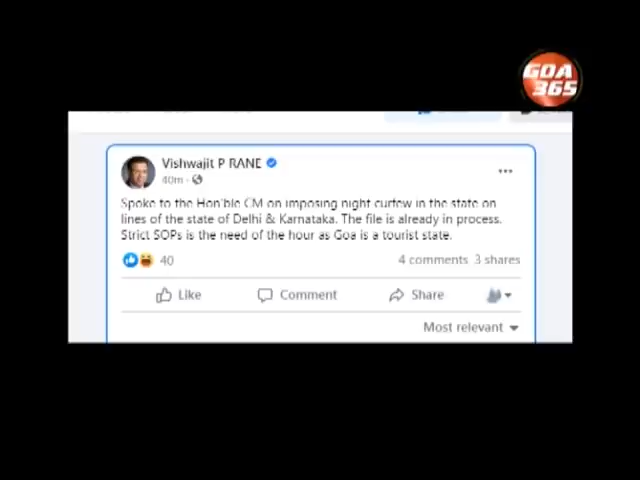 GOA
365
Vishwajit P RANE
40m
Spoke to the Hon'ble CM on imposing night curfew in the state on
lines of the state of Delhi & Karnataka. The file is already in process.
Strict SOPs is the need of the hour as Goa is a tourist state.
40 4 comments 3 shares
Like Comment Share
Most relevant